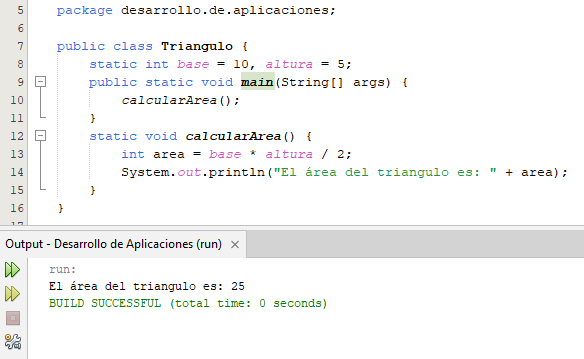 5 package desarrollo.de.aplicaciones;
6
7 public class Triangulo {
8 static int base = 10, altura = 5;
9 public static void main(String[] args) {
10 calcularArea();
11 }
12 static void calcularArea() {
13 int area = base * altura / 2;
14 System.out.println("El área del triangulo es: " + area);
15 }
16 }
17
Output - Desarrollo de Aplicaciones (run) ×
run:
El área del triangulo es: 25
BUILD SUCCESSFUL (total time: 0 seconds)